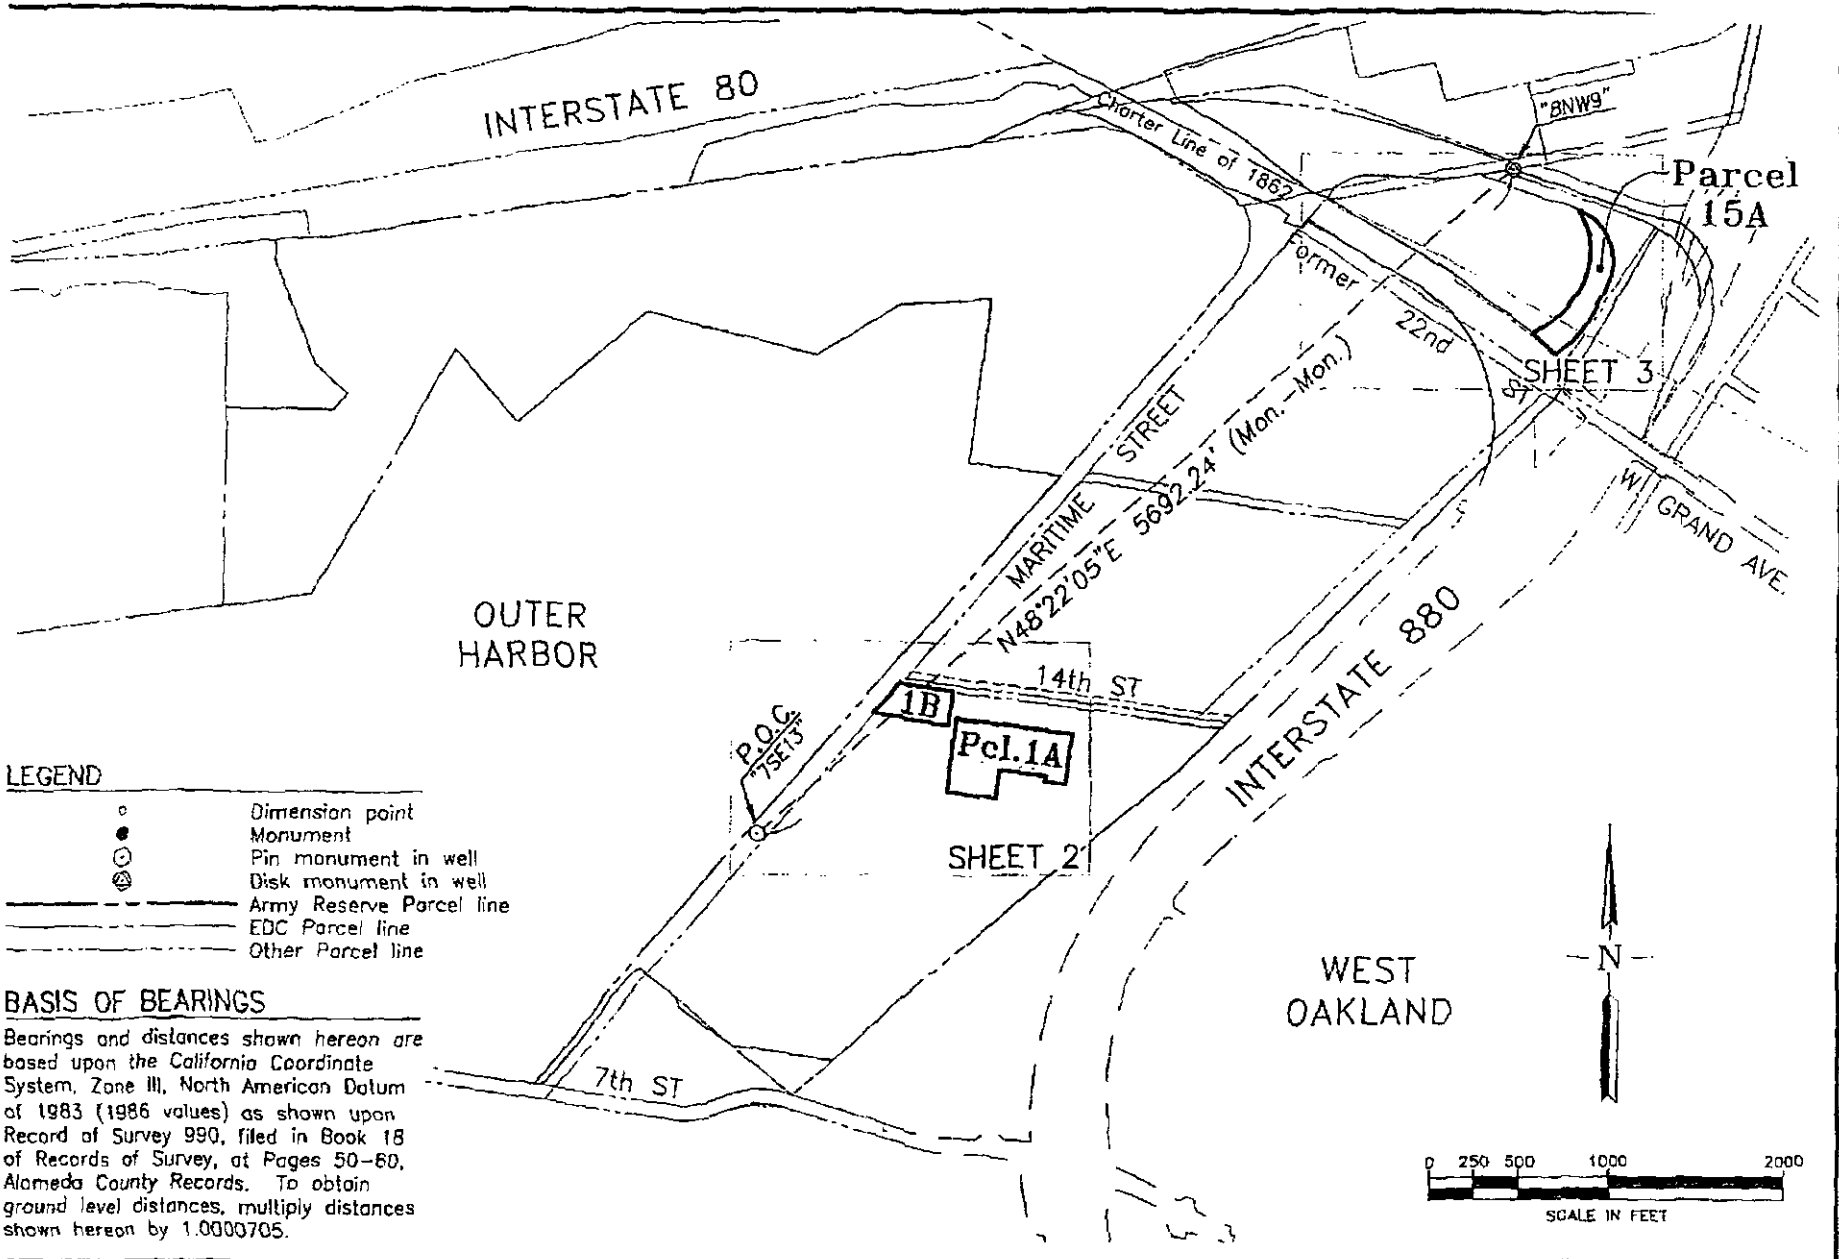 INTERSTATE 80
Charter Line of 1862
"8NW9"
Parcel
15A
Former
22nd
ST
SHEET 3
W. GRAND AVE.
MARITIME STREET
N48°22'05"E 5692.24' (Mon.-Mon.)
OUTER
HARBOR
14th ST
1B
Pcl.1A
P.O.C.
"7SE13"
SHEET 2
INTERSTATE 880
WEST
OAKLAND
7th ST
N
LEGEND
Dimension point
Monument
Pin monument in well
Disk monument in well
Army Reserve Parcel line
EDC Parcel line
Other Parcel line
BASIS OF BEARINGS
Bearings and distances shown hereon are
based upon the California Coordinate
System, Zone III, North American Datum
of 1983 (1986 values) as shown upon
Record of Survey 990, filed in Book 18
of Records of Survey, at Pages 50-60,
Alameda County Records. To obtain
ground level distances, multiply distances
shown hereon by 1.0000705.
0 250 500 1000 2000
SCALE IN FEET